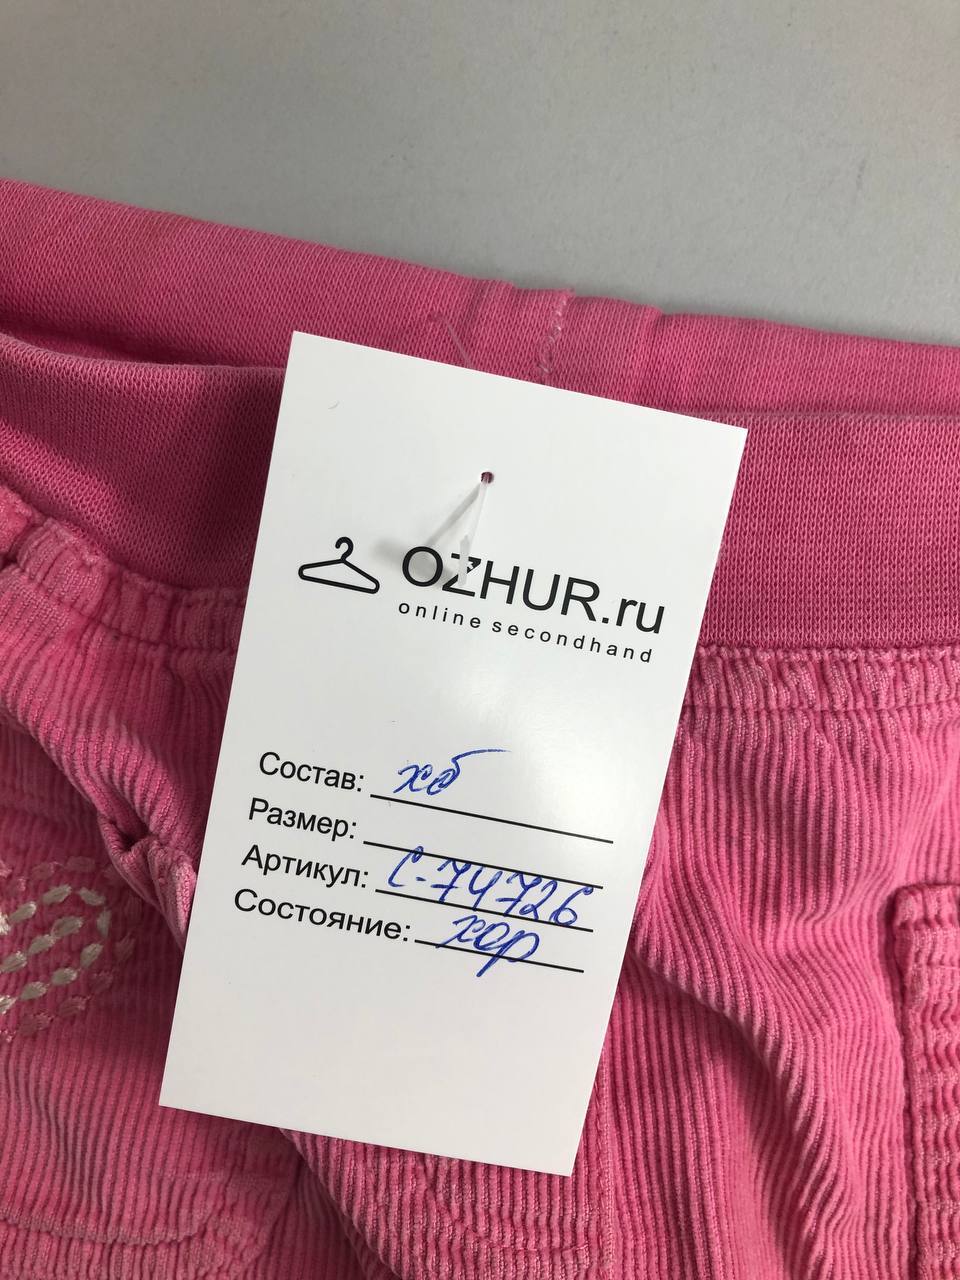 OZHUR.ru
online secondhand
Состав: хб
Размер:
Артикул: С-74726
Состояние: хор